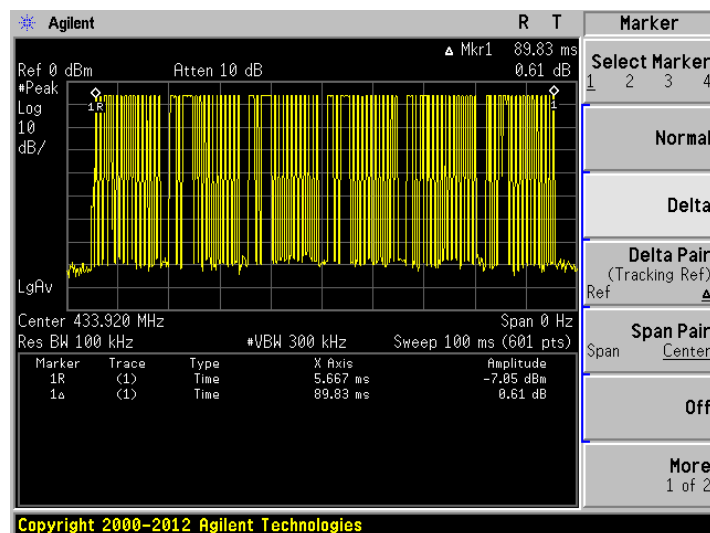 Agilent R T
Marker
Mkr1 89.83 ms
0.61 dB
Ref 0 dBm Atten 10 dB
#Peak
Log
10
dB/
1R
1
LgAv
Center 433.920 MHz Span 0 Hz
Res BW 100 kHz #VBW 300 kHz Sweep 100 ms (601 pts)
Marker Trace Type X Axis Amplitude
1R (1) Time 5.667 ms -7.05 dBm
1Δ (1) Time 89.83 ms 0.61 dB
Select Marker
1 2 3 4
Normal
Delta
Delta Pair
(Tracking Ref)
Ref Δ
Span Pair
Span Center
Off
More
1 of 2
Copyright 2000-2012 Agilent Technologies